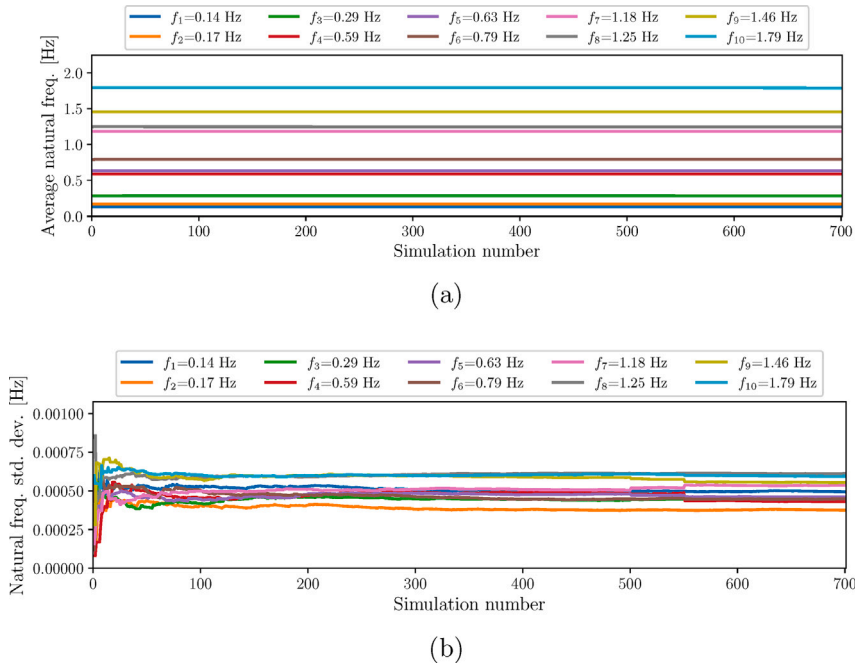 f₁=0.14 Hz f₃=0.29 Hz f₅=0.63 Hz f₇=1.18 Hz f₉=1.46 Hz
f₂=0.17 Hz f₄=0.59 Hz f₆=0.79 Hz f₈=1.25 Hz f₁₀=1.79 Hz
Average natural freq. [Hz]
2.0
1.5
1.0
0.5
0.0
0 100 200 300 400 500 600 700
Simulation number
(a)
f₁=0.14 Hz f₃=0.29 Hz f₅=0.63 Hz f₇=1.18 Hz f₉=1.46 Hz
f₂=0.17 Hz f₄=0.59 Hz f₆=0.79 Hz f₈=1.25 Hz f₁₀=1.79 Hz
Natural freq. std. dev. [Hz]
0.00100
0.00075
0.00050
0.00025
0.00000
0 100 200 300 400 500 600 700
Simulation number
(b)